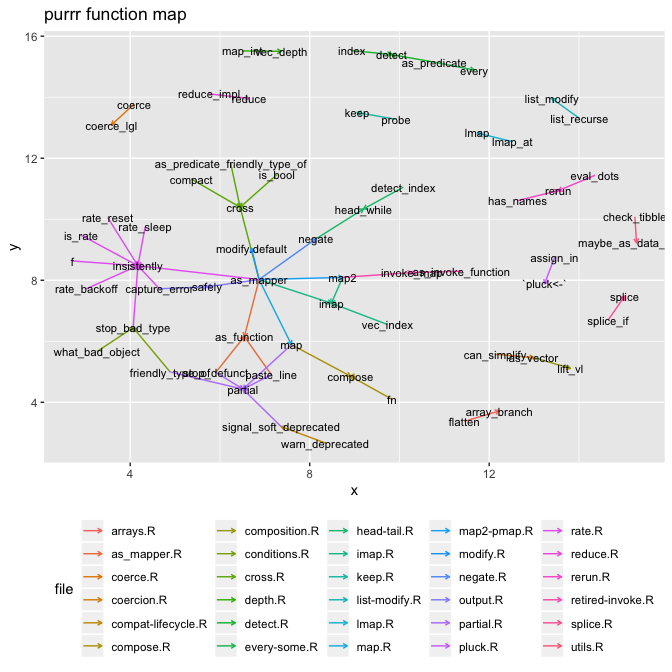 purrr function map
16
12
8
4
y
map_int
vec_depth
index
detect
as_predicate
every
reduce_impl
reduce
coerce
coerce_lgl
keep
probe
list_modify
list_recurse
lmap
lmap_at
as_predicate_friendly_type_of
compact
is_bool
cross
detect_index
head_while
eval_dots
rerun
has_names
rate_reset
rate_sleep
is_rate
f
insistently
rate_backoff
capture_error
safely
modify.default
negate
as_mapper
map2
invoke_map
as_invoke_function
check_tibble
maybe_as_data_
assign_in
`pluck<-`
imap
vec_index
splice
splice_if
stop_bad_type
what_bad_object
as_function
map
friendly_type_of
stop_defunct
paste_line
partial
compose
fn
can_simplify
as_vector
lift_vl
array_branch
flatten
signal_soft_deprecated
warn_deprecated
4
8
12
x
file
arrays.R
as_mapper.R
coerce.R
coercion.R
compat-lifecycle.R
compose.R
composition.R
conditions.R
cross.R
depth.R
detect.R
every-some.R
head-tail.R
imap.R
keep.R
list-modify.R
lmap.R
map.R
map2-pmap.R
modify.R
negate.R
output.R
partial.R
pluck.R
rate.R
reduce.R
rerun.R
retired-invoke.R
splice.R
utils.R